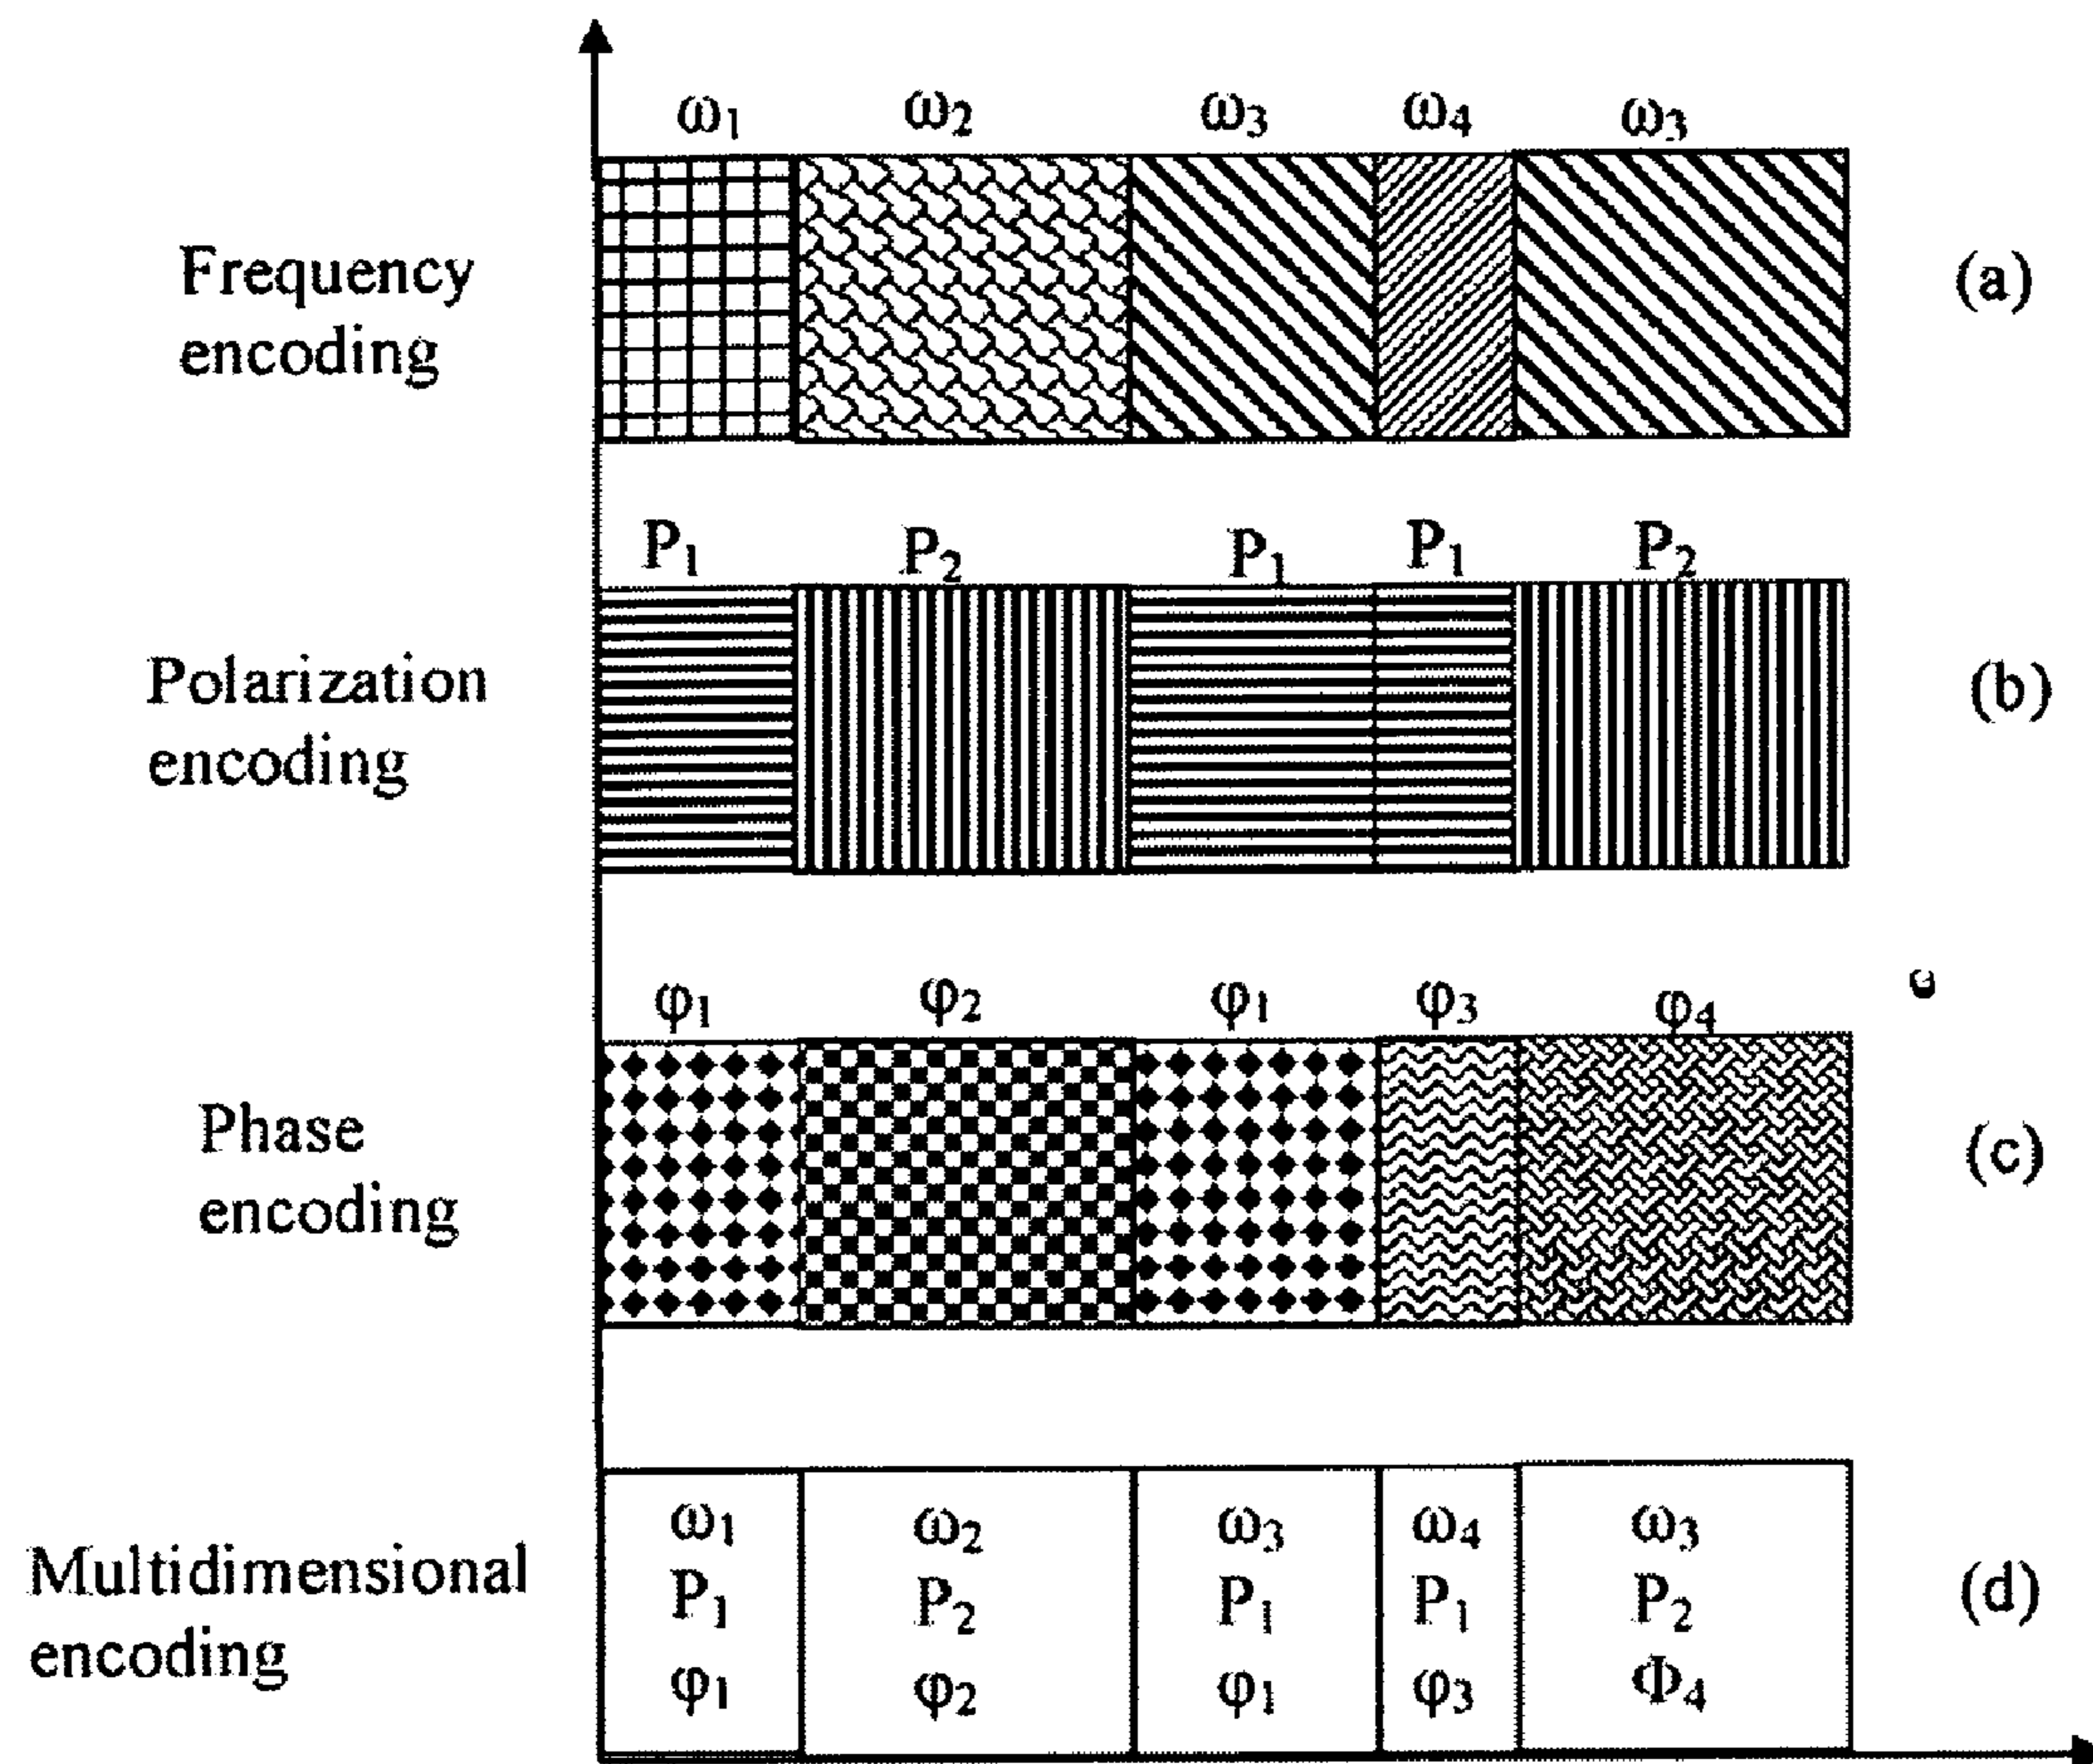 ω₁ ω₂ ω₃ ω₄ ω₃
Frequency
encoding
(a)
P₁ P₂ P₁ P₁ P₂
Polarization
encoding
(b)
φ₁ φ₂ φ₁ φ₃ φ₄
Phase
encoding
(c)
Multidimensional
encoding
ω₁
P₁
φ₁
ω₂
P₂
φ₂
ω₃
P₁
φ₁
ω₄
P₁
φ₃
ω₃
P₂
Φ₄
(d)